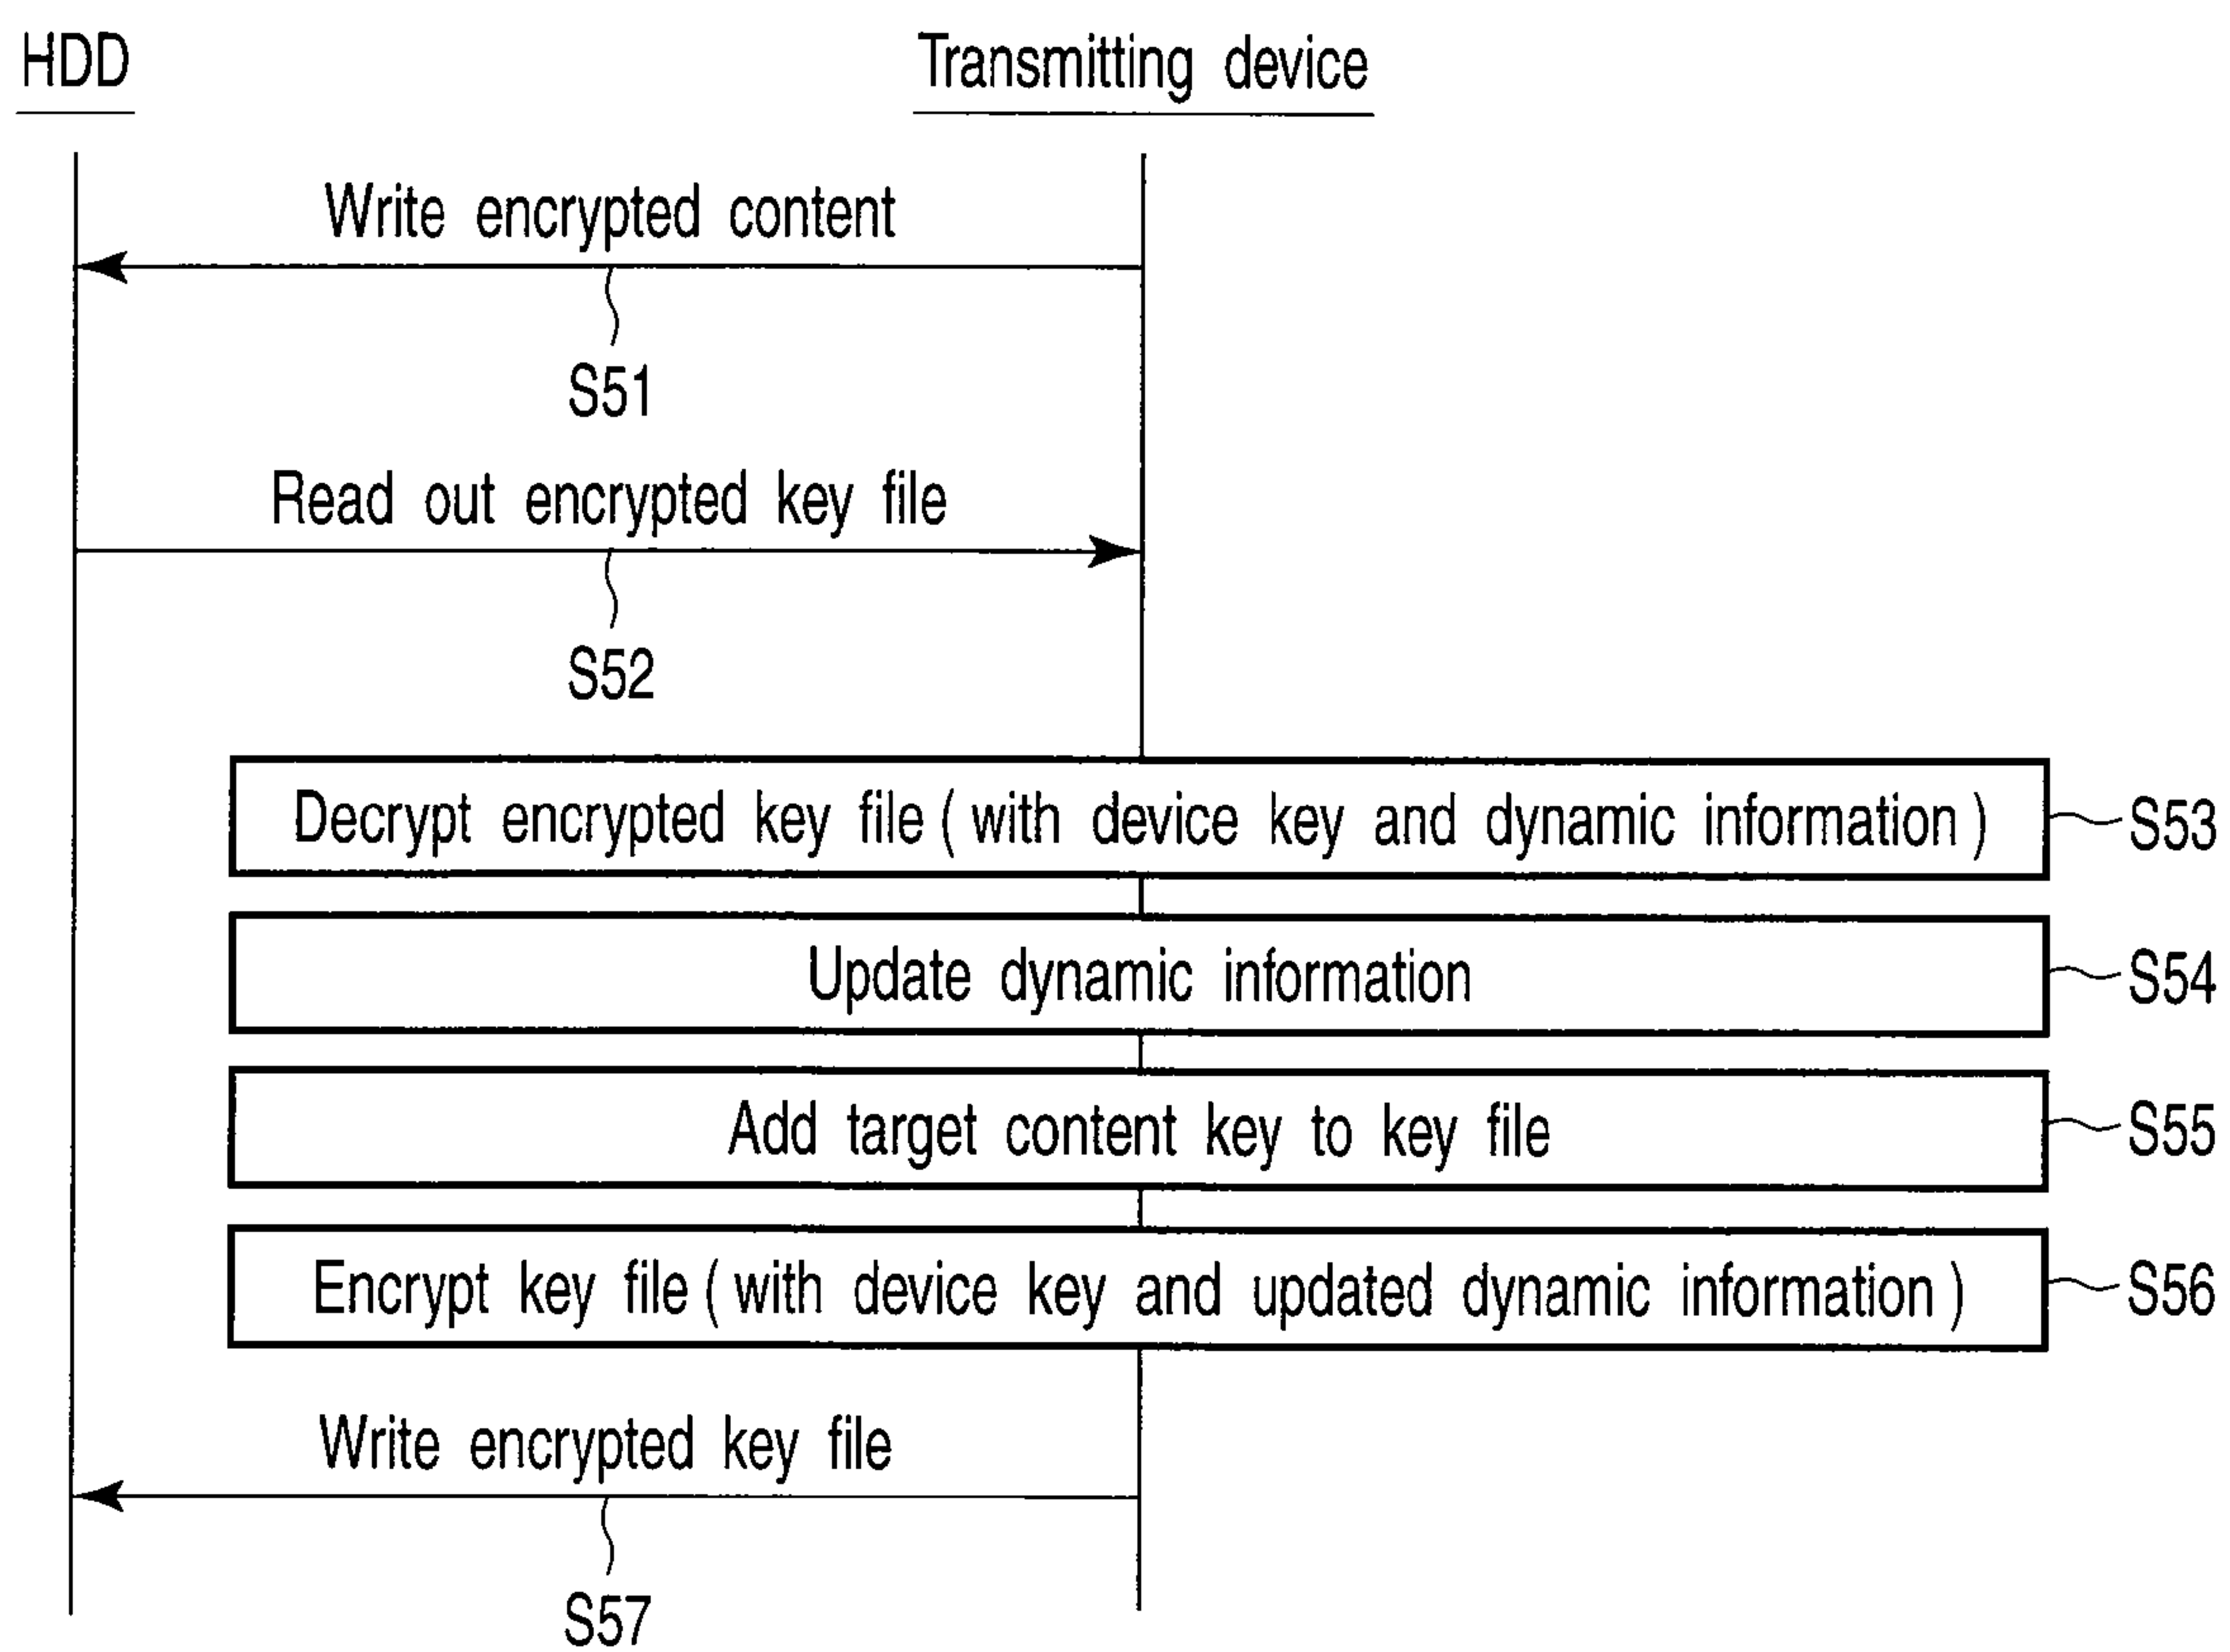 HDD
Transmitting device
Write encrypted content
S51
Read out encrypted key file
S52
Decrypt encrypted key file (with device key and dynamic information)
S53
Update dynamic information
S54
Add target content key to key file
S55
Encrypt key file (with device key and updated dynamic information)
S56
Write encrypted key file
S57